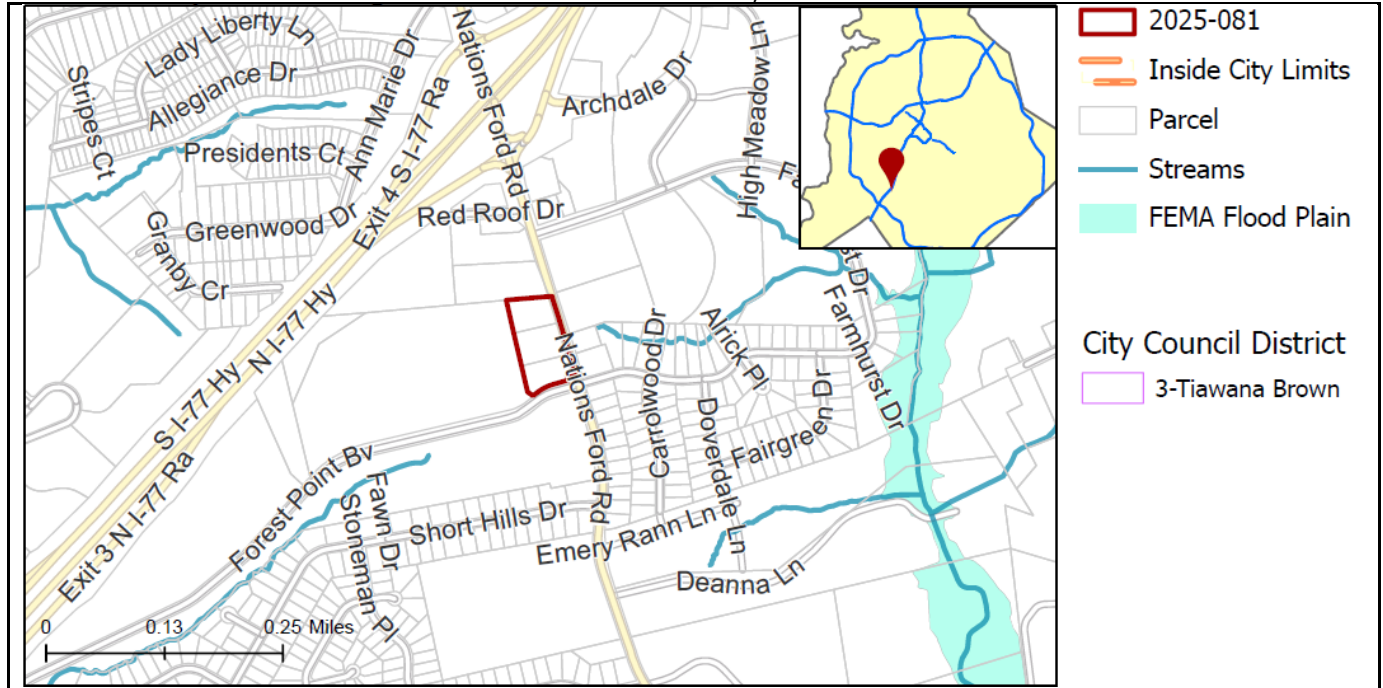 Lady Liberty Ln
Allegiance Dr
Stripes Ct
Ann Marie Dr
Presidents Ct
Greenwood Dr
Granby Cr
Exit 4 S I-77 Ra
Nations Ford Rd
Archdale Dr
High Meadow Ln
Red Roof Dr
S I-77 Hy
N I-77 Hy
Exit 3 N I-77 Ra
Nations Ford Rd
Carrolwood Dr
Alrick Pl
Farmhurst Dr
Doverdale Ln
Fairgreen Dr
Forest Point Bv
Fawn Dr
Stoneman Pl
Short Hills Dr
Emery Rann Ln
Deanna Ln
0 0.13 0.25 Miles
2025-081
Inside City Limits
Parcel
Streams
FEMA Flood Plain
City Council District
3-Tiawana Brown